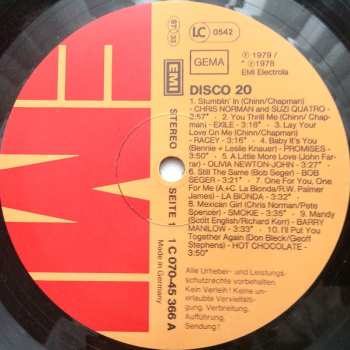 ST 33
LC 0542
GEMA
EMI
℗ 1979 /
*℗ 1978
EMI Electrola
DISCO 20
1. Stumblin' In (Chinn/Chapman)
- CHRIS NORMAN and SUZI QUATRO -
3:57" · 2. You Thrill Me (Chinn/Chap-
man) - EXILE - 3:18* · 3. Lay Your
Love On Me (Chinn/Chapman)
- RACEY - 3:16" · 4. Baby It's You
(Bennie + Leslie Knauer) - PROMISES
- 3:50" · 5. A Little More Love (John Far-
rar) - OLIVIA NEWTON-JOHN - 3:26*
· 6. Still The Same (Bob Seger) - BOB
SEGER - 3:21* · 7. One For You, One
For Me (A.+C. La Bionda/R.W. Palmer
James) - LA BIONDA - 3:30*
· 8. Mexican Girl (Chris Norman/Pete
Spencer) - SMOKIE - 3:35* · 9. Mandy
(Scott English/Richard Kerr) - BARRY
MANILOW - 3:32* · 10. I'll Put You
Together Again (Don Black/Geoff
Stephens) - HOT CHOCOLATE -
3:50*
Alle Urheber- und Leistungs-
schutzrechte vorbehalten.
Kein Verleih! Keine un-
erlaubte Vervielfälti-
gung, Vermietung,
Aufführung,
Sendung!
STEREO
SEITE 1
1 C 070-45 366 A
Made in Germany
EMI